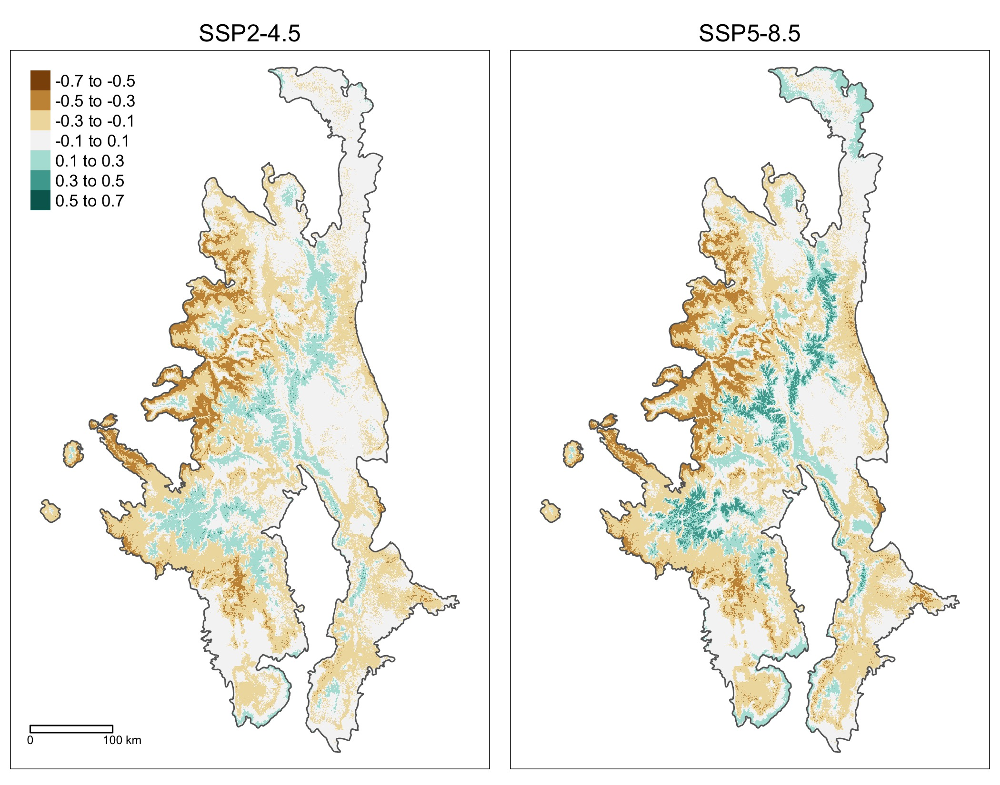 SSP2-4.5
SSP5-8.5
-0.7 to -0.5
-0.5 to -0.3
-0.3 to -0.1
-0.1 to 0.1
0.1 to 0.3
0.3 to 0.5
0.5 to 0.7
0 100 km